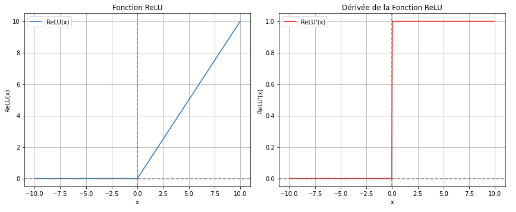 Fonction ReLU
ReLU(x)
10
8
6
4
2
0
ReLU(x)
−10.0 −7.5 −5.0 −2.5 0.0 2.5 5.0 7.5 10.0
x
Dérivée de la Fonction ReLU
ReLU'(x)
1.0
0.8
0.6
0.4
0.2
0.0
ReLU'(x)
−10.0 −7.5 −5.0 −2.5 0.0 2.5 5.0 7.5 10.0
x